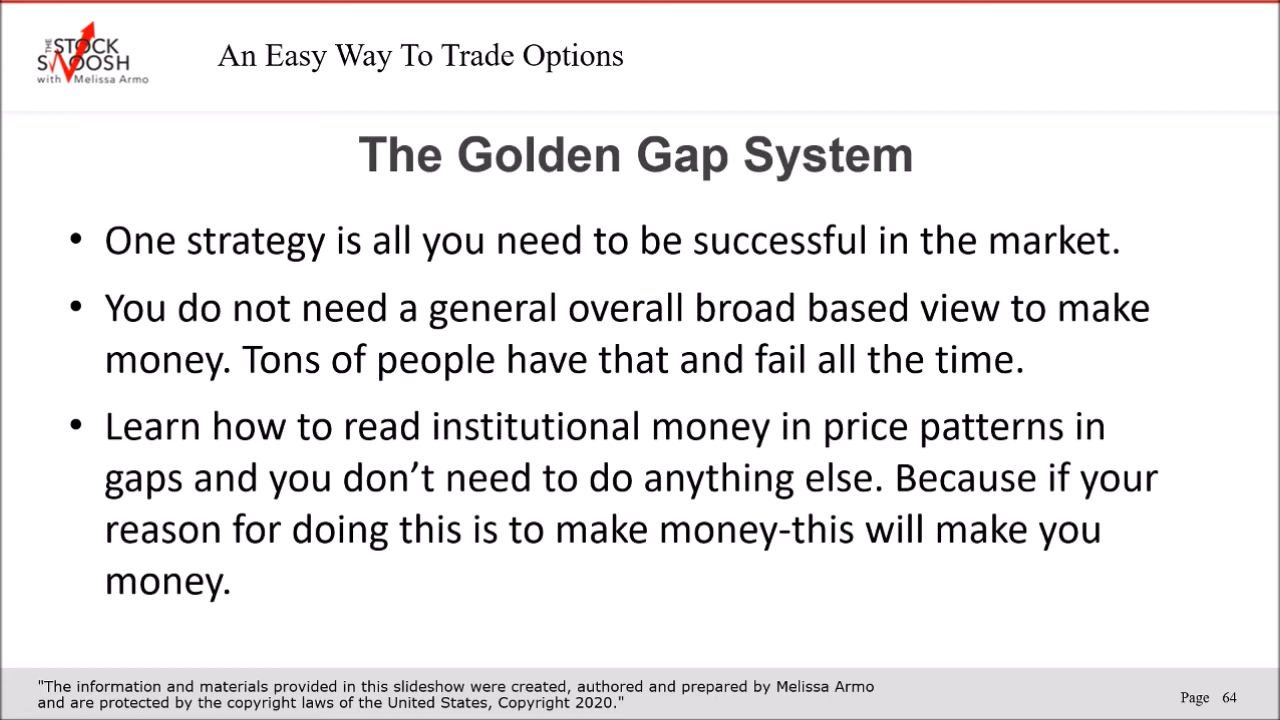 THE STOCK
SWOOSH
with Melissa Armo
An Easy Way To Trade Options
The Golden Gap System
• One strategy is all you need to be successful in the market.
• You do not need a general overall broad based view to make
money. Tons of people have that and fail all the time.
• Learn how to read institutional money in price patterns in
gaps and you don’t need to do anything else. Because if your
reason for doing this is to make money-this will make you
money.
"The information and materials provided in this slideshow were created, authored and prepared by Melissa Armo
and are protected by the copyright laws of the United States, Copyright 2020."
Page 64